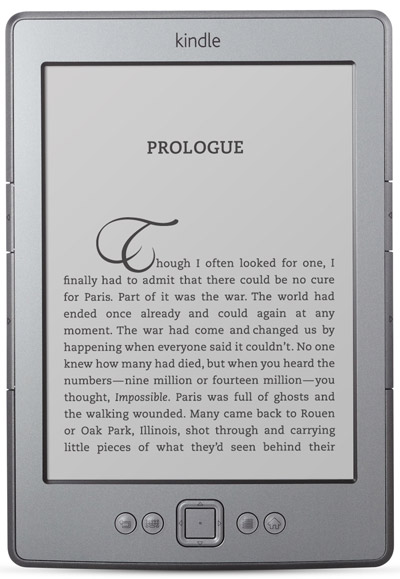 kindle
PROLOGUE
Though I often looked for one, I
finally had to admit that there could be no cure
for Paris. Part of it was the war. The world had
ended once already and could again at any
moment. The war had come and changed us by
happening when everyone said it couldn't. No one
knew how many had died, but when you heard the
numbers—nine million or fourteen million—you
thought, Impossible. Paris was full of ghosts and
the walking wounded. Many came back to Rouen
or Oak Park, Illinois, shot through and carrying
little pieces of what they'd seen behind their